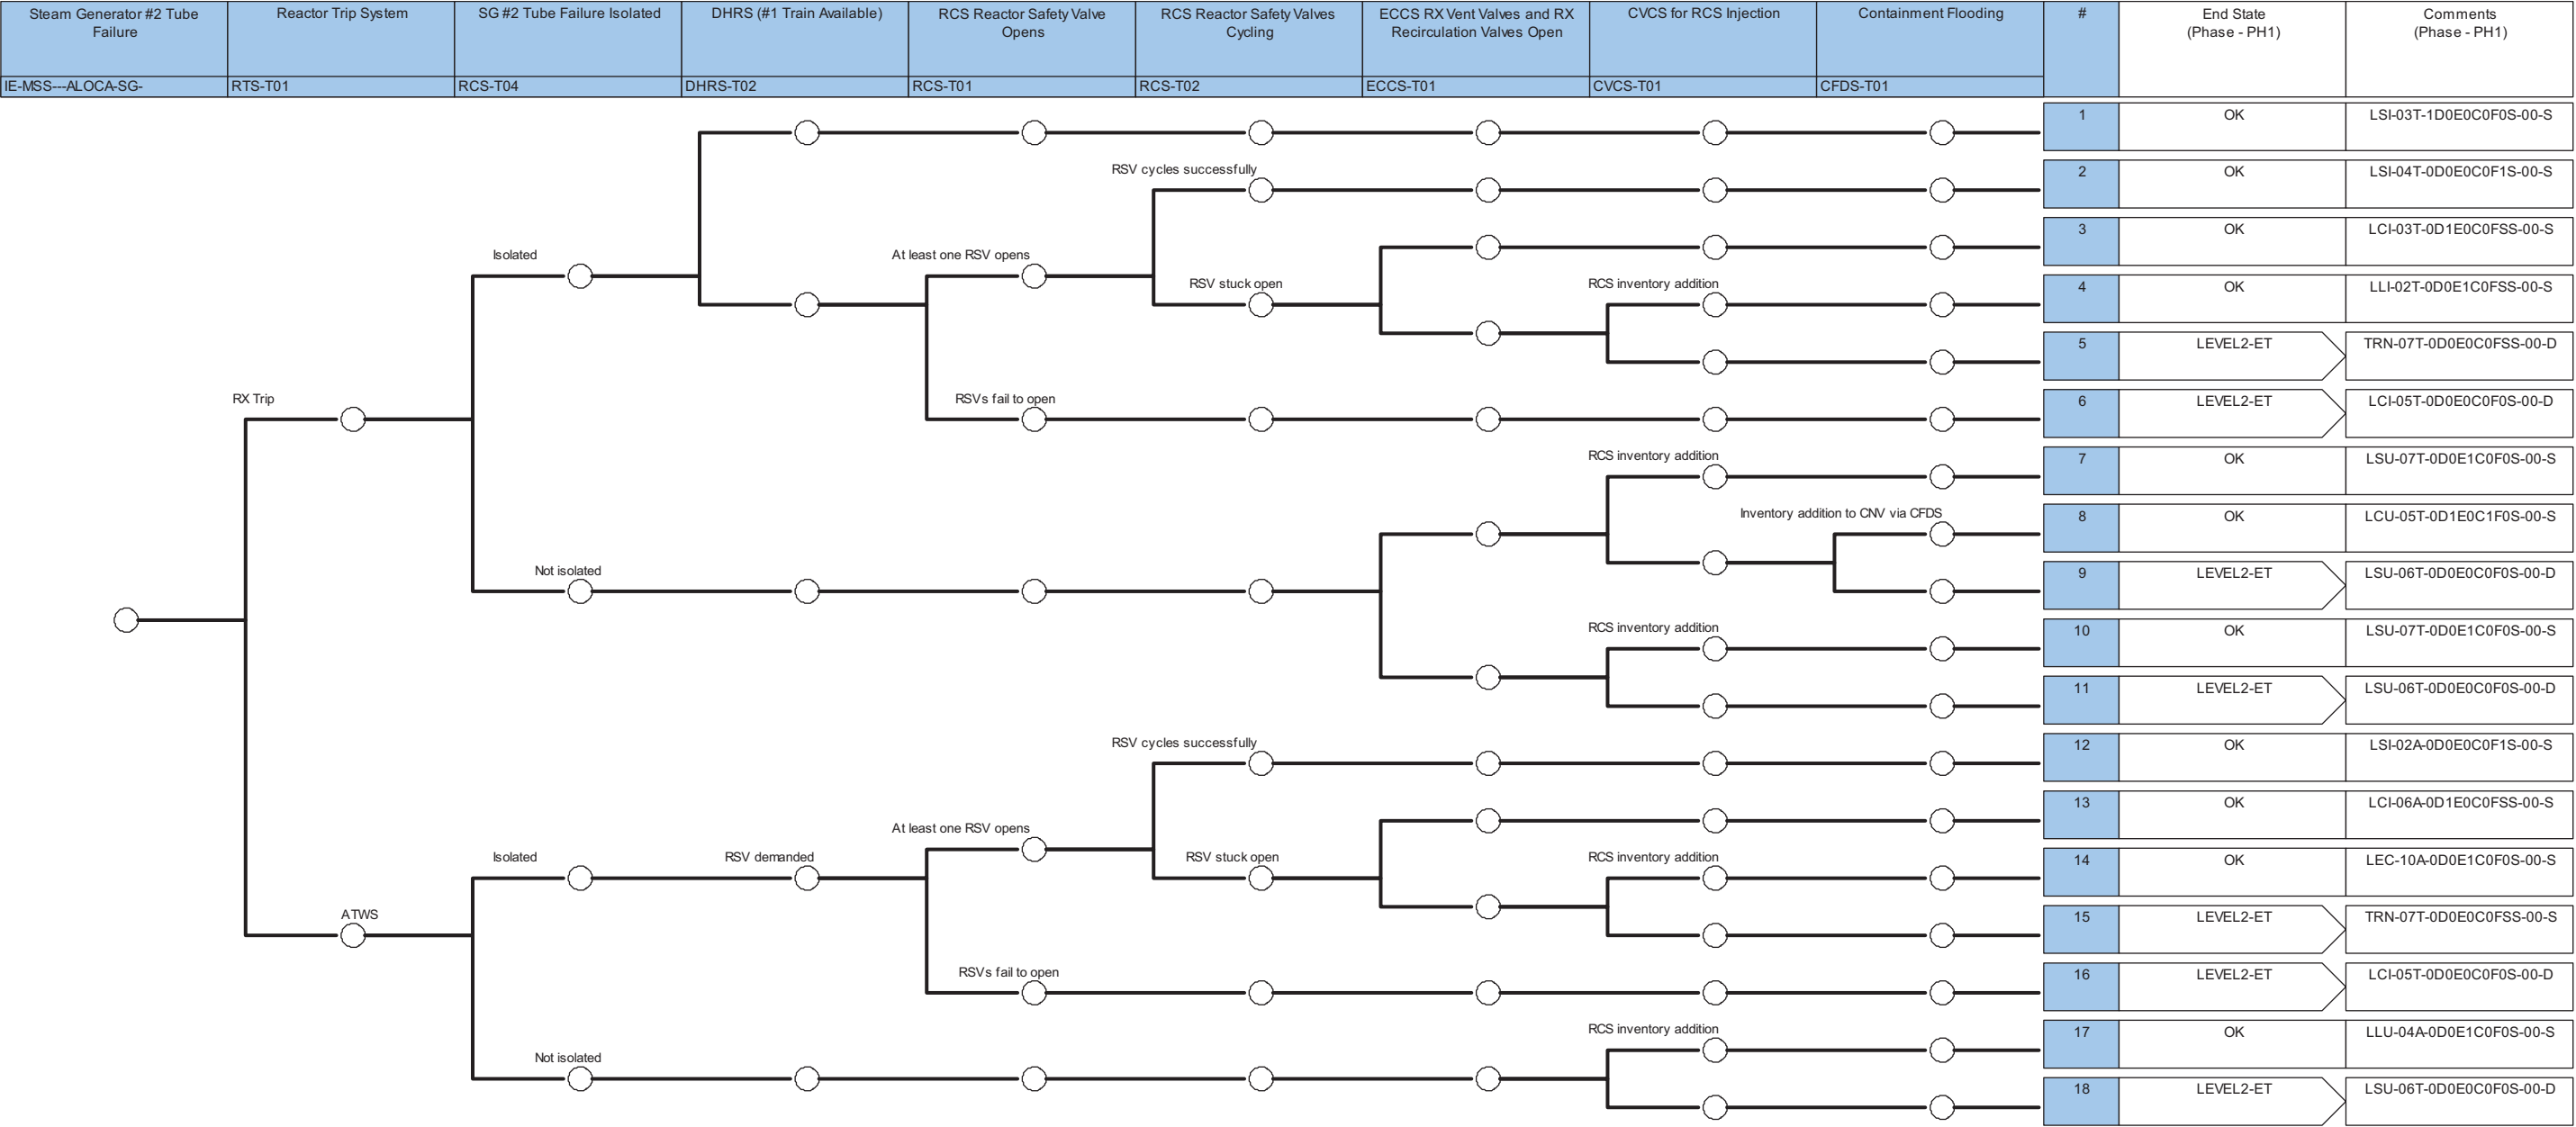 Steam Generator #2 Tube
Failure
Reactor Trip System
SG #2 Tube Failure Isolated
DHRS (#1 Train Available)
RCS Reactor Safety Valve
Opens
RCS Reactor Safety Valves
Cycling
ECCS RX Vent Valves and RX
Recirculation Valves Open
CVCS for RCS Injection
Containment Flooding
#
End State
(Phase - PH1)
Comments
(Phase - PH1)
IE-MSS---ALOCA-SG-
RTS-T01
RCS-T04
DHRS-T02
RCS-T01
RCS-T02
ECCS-T01
CVCS-T01
CFDS-T01
1
OK
LSI-03T-1D0E0C0F0S-00-S
RSV cycles successfully
2
OK
LSI-04T-0D0E0C0F1S-00-S
3
OK
LCI-03T-0D1E0C0FSS-00-S
Isolated
At least one RSV opens
RSV stuck open
RCS inventory addition
4
OK
LLI-02T-0D0E1C0FSS-00-S
5
LEVEL2-ET
TRN-07T-0D0E0C0FSS-00-D
RX Trip
RSVs fail to open
6
LEVEL2-ET
LCI-05T-0D0E0C0F0S-00-D
RCS inventory addition
7
OK
LSU-07T-0D0E1C0F0S-00-S
Inventory addition to CNV via CFDS
8
OK
LCU-05T-0D1E0C1F0S-00-S
Not isolated
9
LEVEL2-ET
LSU-06T-0D0E0C0F0S-00-D
RCS inventory addition
10
OK
LSU-07T-0D0E1C0F0S-00-S
11
LEVEL2-ET
LSU-06T-0D0E0C0F0S-00-D
RSV cycles successfully
12
OK
LSI-02A-0D0E0C0F1S-00-S
13
OK
LCI-06A-0D1E0C0FSS-00-S
At least one RSV opens
Isolated
RSV demanded
RSV stuck open
RCS inventory addition
14
OK
LEC-10A-0D0E1C0F0S-00-S
ATWS
15
LEVEL2-ET
TRN-07T-0D0E0C0FSS-00-S
RSVs fail to open
16
LEVEL2-ET
LCI-05T-0D0E0C0F0S-00-D
RCS inventory addition
17
OK
LLU-04A-0D0E1C0F0S-00-S
Not isolated
18
LEVEL2-ET
LSU-06T-0D0E0C0F0S-00-D